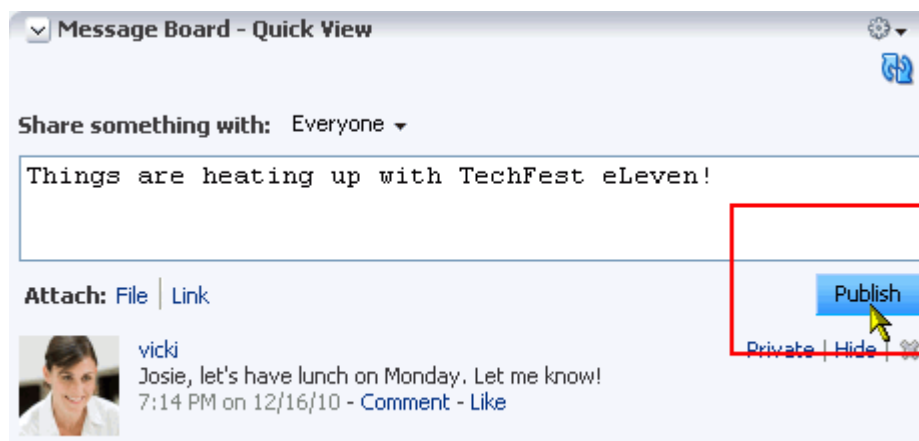 Message Board - Quick View
Share something with: Everyone
Things are heating up with TechFest eLeven!
Attach: File | Link
Publish
vicki
Private | Hide |
Josie, let's have lunch on Monday. Let me know!
7:14 PM on 12/16/10 - Comment - Like